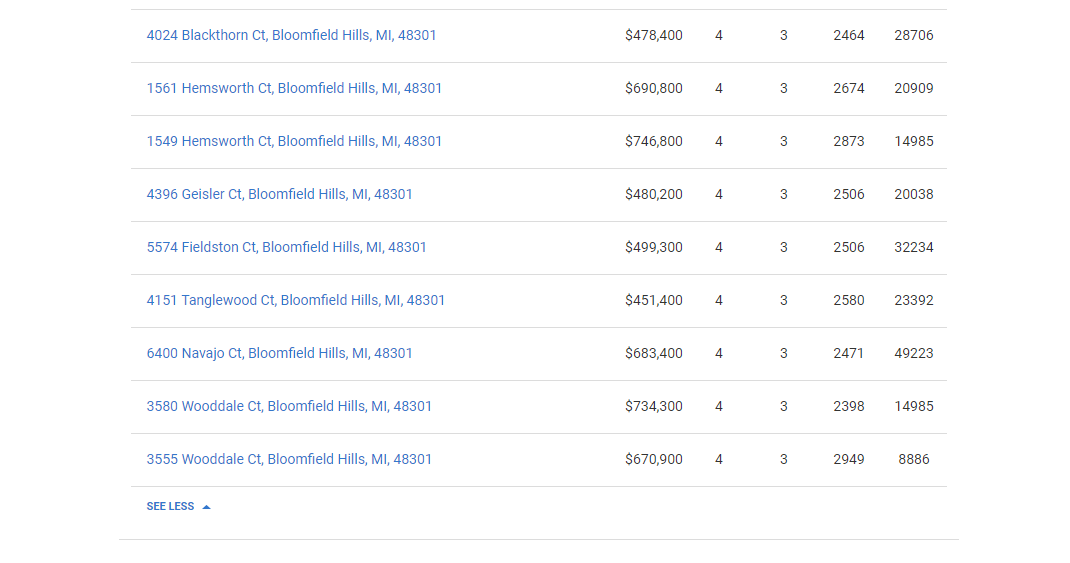 4024 Blackthorn Ct, Bloomfield Hills, MI, 48301 $478,400 4 3 2464 28706
1561 Hemsworth Ct, Bloomfield Hills, MI, 48301 $690,800 4 3 2674 20909
1549 Hemsworth Ct, Bloomfield Hills, MI, 48301 $746,800 4 3 2873 14985
4396 Geisler Ct, Bloomfield Hills, MI, 48301 $480,200 4 3 2506 20038
5574 Fieldston Ct, Bloomfield Hills, MI, 48301 $499,300 4 3 2506 32234
4151 Tanglewood Ct, Bloomfield Hills, MI, 48301 $451,400 4 3 2580 23392
6400 Navajo Ct, Bloomfield Hills, MI, 48301 $683,400 4 3 2471 49223
3580 Wooddale Ct, Bloomfield Hills, MI, 48301 $734,300 4 3 2398 14985
3555 Wooddale Ct, Bloomfield Hills, MI, 48301 $670,900 4 3 2949 8886
SEE LESS